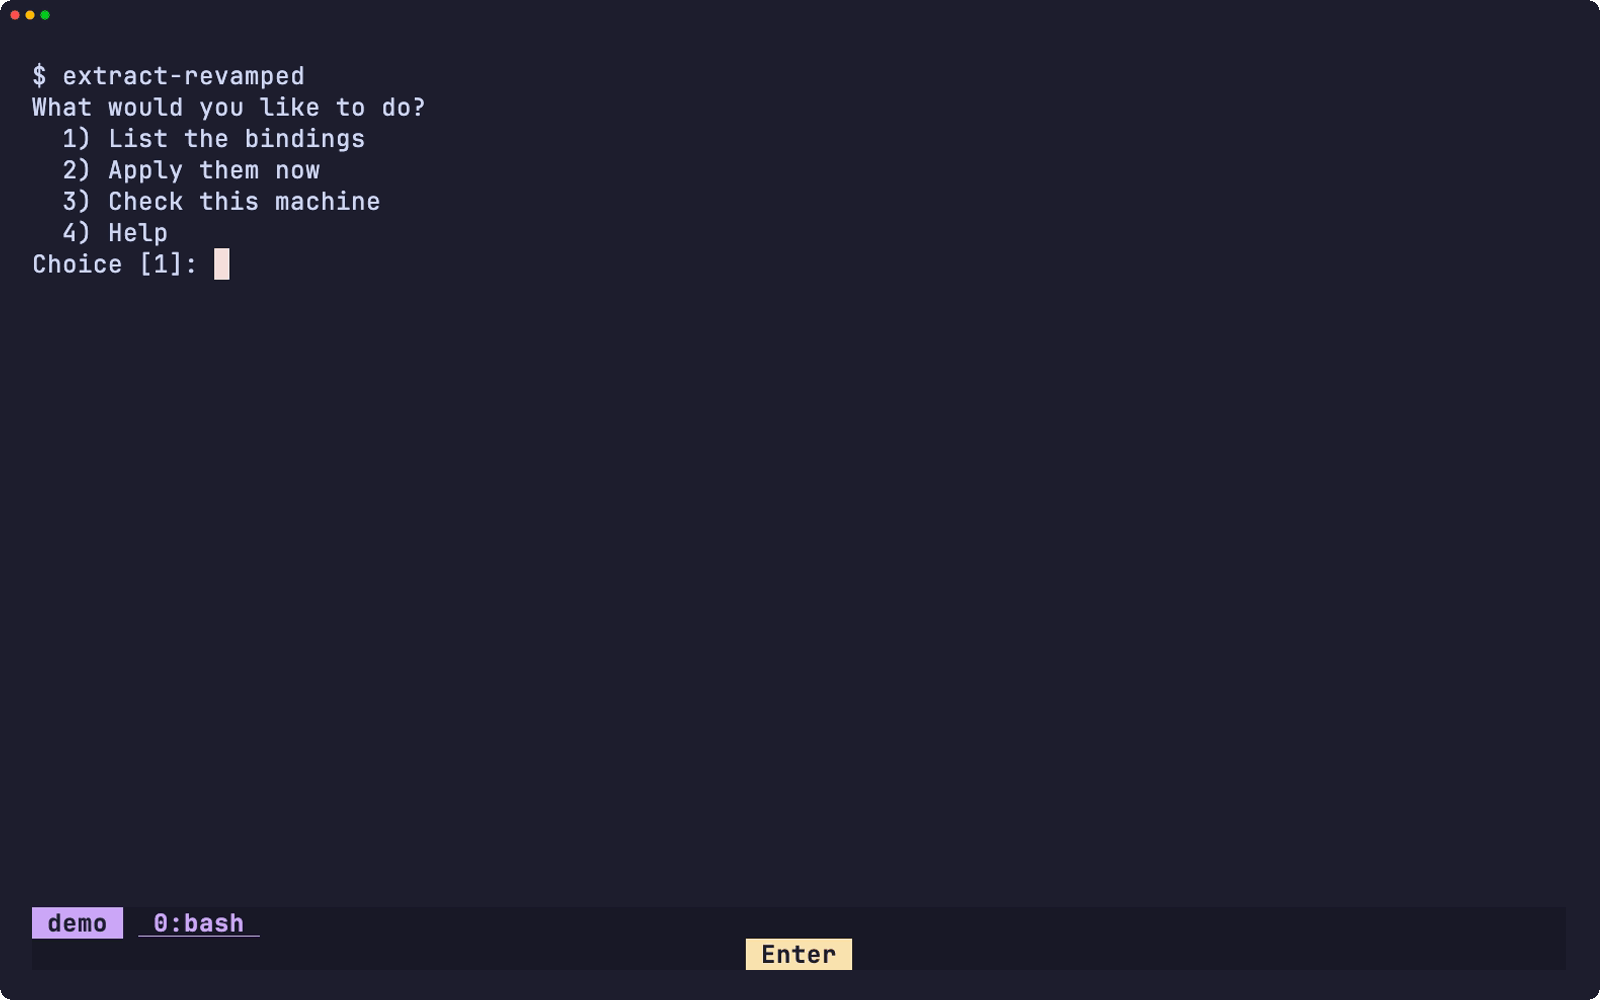 $ extract-revamped
What would you like to do?
  1) List the bindings
  2) Apply them now
  3) Check this machine
  4) Help
Choice [1]:
demo 0:bash
Enter